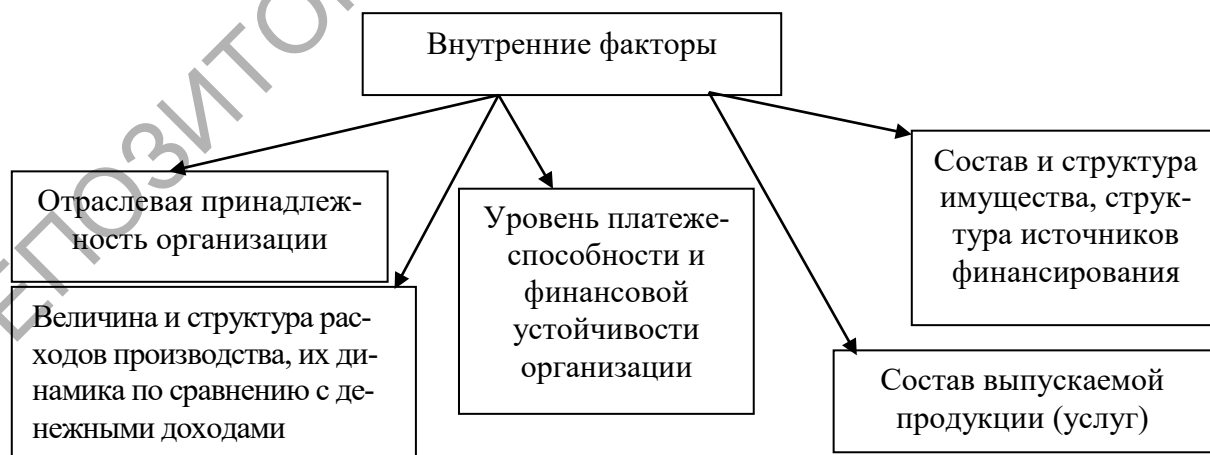 Внутренние факторы
Отраслевая принадлеж-
ность организации
Величина и структура рас-
ходов производства, их ди-
намика по сравнению с де-
нежными доходами
Уровень платеже-
способности и
финансовой
устойчивости
организации
Состав и структура
имущества, струк-
тура источников
финансирования
Состав выпускаемой
продукции (услуг)
ЕПОЗИТО